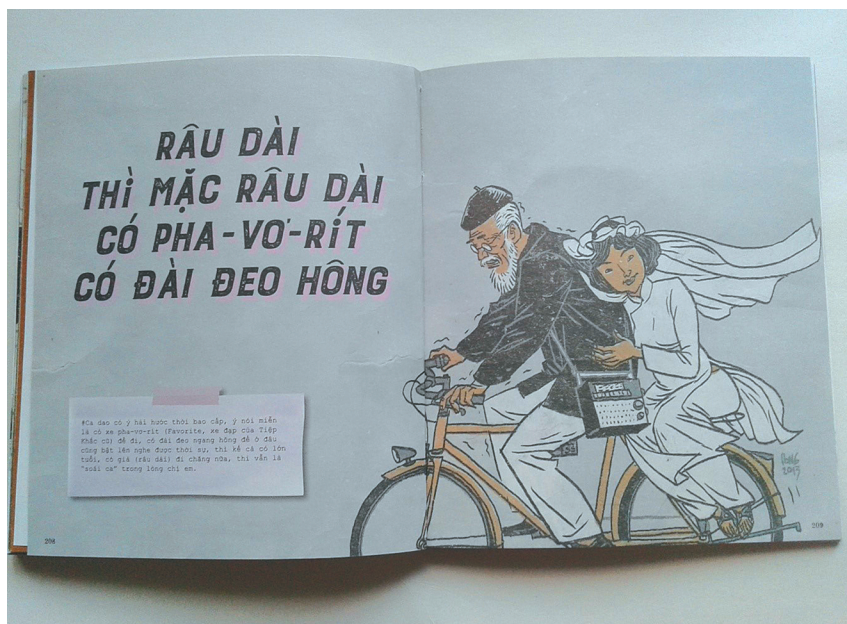 RÂU DÀI
THÌ MẶC RÂU DÀI
CÓ PHA-VƠ-RÍT
CÓ ĐÀI ĐEO HÔNG
#Ca dao có ý hài hước thời bao cấp, ý nói miễn
là có xe pha-vơ-rít (Favorite, xe đạp của Tiệp
Khắc cũ) để đi, có đài đeo ngang hông để ở đâu
cũng bật lên nghe được thời sự, thì kể cả có lớn
tuổi, có già (râu dài) đi chăng nữa, thì vẫn là
"soái ca" trong lòng chị em.
208
2015
209